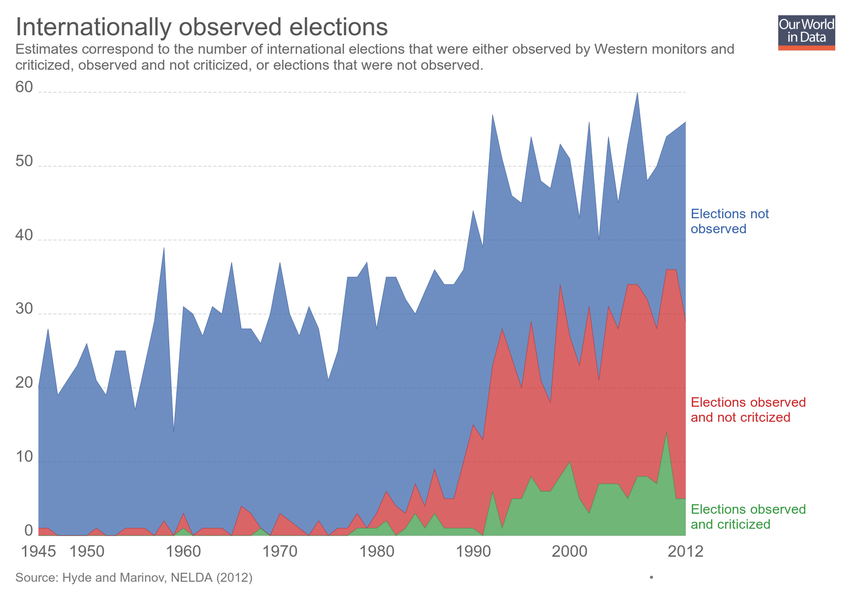 Internationally observed elections
Our World
in Data
Estimates correspond to the number of international elections that were either observed by Western monitors and
criticized, observed and not criticized, or elections that were not observed.
60
50
40
30
20
10
0
Elections not
observed
Elections observed
and not critcized
Elections observed
and criticized
1945 1950 1960 1970 1980 1990 2000 2012
Source: Hyde and Marinov, NELDA (2012)